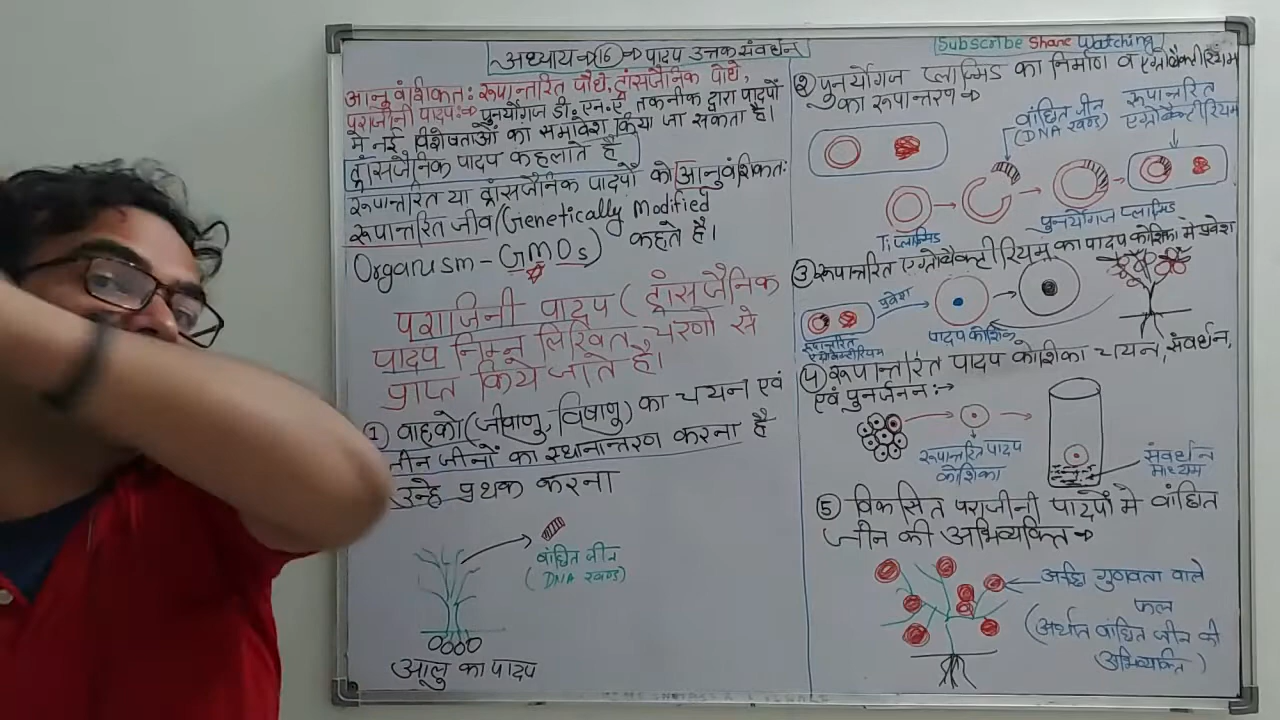 अध्याय-16 ⇒ पादप उत्तक संवर्धन
Subscribe Share Watching
आनुवंशिकतः रूपान्तरित पौधे, ट्रांसजैनिक पौधे,
पराजीनी पादपः⇒ पुनर्योगज डी. एन. ए. तकनीक द्वारा पादपों
में नई विशेषताओं का समावेश किया जा सकता है।
ट्रांसजैनिक पादप कहलाते है
रूपान्तरित या ट्रांसजैनिक पादपों को आनुवंशिकतः
रूपान्तरित जीव (Genetically Modified
Organism - GMOs) कहते है।
पराजिनी पादप (ट्रांसजैनिक
पादप निम्न लिखित चरणों से
प्राप्त किये जाते है।
① वाहको (जीवाणु, विषाणु) का चयन एवं
जीन जीनों का स्थानान्तरण करना है
उन्हे प्रथक करना
वांछित जीन
(DNA खण्ड)
आलु का पादप
② पुनर्योगज प्लाज्मिड का निर्माण व एग्रोबैक्टीरियम
का रूपान्तरण ⇒
वांछित जीन
(DNA खण्ड)
रूपान्तरित
एग्रोबैक्टीरियम
Ti प्लाज्मिड
पुनर्योगज प्लाज्मिड
③ रूपान्तरित एग्रोबैक्टीरियम का पादप कोशिका मे प्रवेश
प्रवेश
रूपान्तरित
एग्रोबैक्टीरियम
पादप कोशिका
④ रूपान्तरित पादप कोशिका चयन, संवर्धन,
एवं पुनर्जनन :→
रूपान्तरित पादप
कोशिका
संवर्धन
माध्यम
⑤ विकसित पराजीनी पादपों मे वांछित
जीन की अभिव्यक्ति ⇒
अच्छि गुणवता वाले
फल
(अर्थात वांछित जीन की
अभिव्यक्ति)